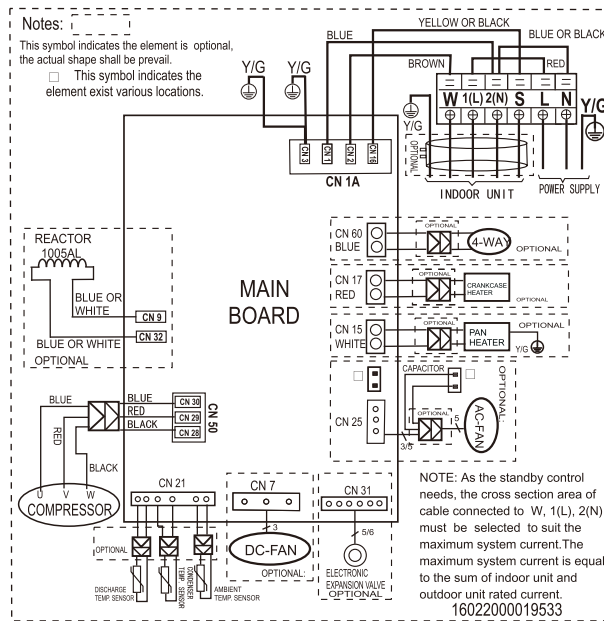 Notes:
This symbol indicates the element is optional,
the actual shape shall be prevail.
□ This symbol indicates the
element exist various locations.
YELLOW OR BLACK
BLUE
BLUE OR BLACK
BROWN
RED
Y/G
Y/G
W 1(L) 2(N) S L N
Y/G
Y/G
OPTIONAL
INDOOR UNIT
POWER SUPPLY
CN 3
CN 1
CN 2
CN 16
CN 1A
MAIN
BOARD
REACTOR
1005AL
BLUE OR
WHITE
CN 9
CN 32
BLUE OR WHITE
OPTIONAL
CN 60
BLUE
OPTIONAL
4-WAY
OPTIONAL
CN 17
RED
OPTIONAL
CRANKCASE
HEATER
OPTIONAL
CN 15
WHITE
OPTIONAL
PAN
HEATER
OPTIONAL
Y/G
CAPACITOR
OPTIONAL:
CN 25
OPTIONAL
3/5
5
AC-FAN
BLUE
BLUE
RED
BLACK
CN 30
CN 29
CN 28
CN 50
RED
BLACK
U V W
COMPRESSOR
CN 21
OPTIONAL
DISCHARGE
TEMP. SENSOR
CONDENSER
TEMP. SENSOR
AMBIENT
TEMP. SENSOR
CN 7
3
DC-FAN
OPTIONAL:
CN 31
5/6
ELECTRONIC
EXPANSION VALVE
OPTIONAL
NOTE: As the standby control
needs, the cross section area of
cable connected to W, 1(L), 2(N)
must be selected to suit the
maximum system current.The
maximum system current is equal
to the sum of indoor unit and
outdoor unit rated current.
16022000019533